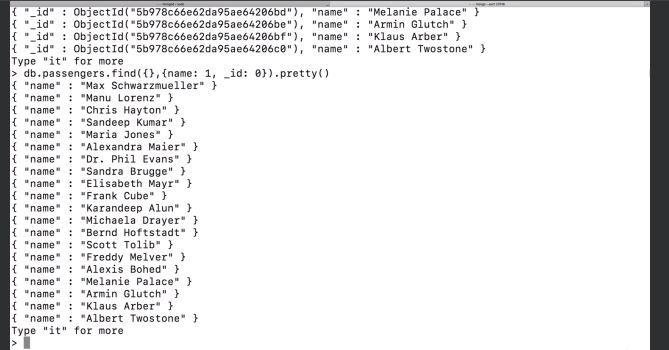 { "_id" : ObjectId("5b978c66e62da95ae64206bd"), "name" : "Melanie Palace" }
{ "_id" : ObjectId("5b978c66e62da95ae64206be"), "name" : "Armin Glutch" }
{ "_id" : ObjectId("5b978c66e62da95ae64206bf"), "name" : "Klaus Arber" }
{ "_id" : ObjectId("5b978c66e62da95ae64206c0"), "name" : "Albert Twostone" }
Type "it" for more
> db.passengers.find({},{name: 1, _id: 0}).pretty()
{ "name" : "Max Schwarzmueller" }
{ "name" : "Manu Lorenz" }
{ "name" : "Chris Hayton" }
{ "name" : "Sandeep Kumar" }
{ "name" : "Maria Jones" }
{ "name" : "Alexandra Maier" }
{ "name" : "Dr. Phil Evans" }
{ "name" : "Sandra Brugge" }
{ "name" : "Elisabeth Mayr" }
{ "name" : "Frank Cube" }
{ "name" : "Karandeep Alun" }
{ "name" : "Michaela Drayer" }
{ "name" : "Bernd Hoftstadt" }
{ "name" : "Scott Tolib" }
{ "name" : "Freddy Melver" }
{ "name" : "Alexis Bohed" }
{ "name" : "Melanie Palace" }
{ "name" : "Armin Glutch" }
{ "name" : "Klaus Arber" }
{ "name" : "Albert Twostone" }
Type "it" for more
>